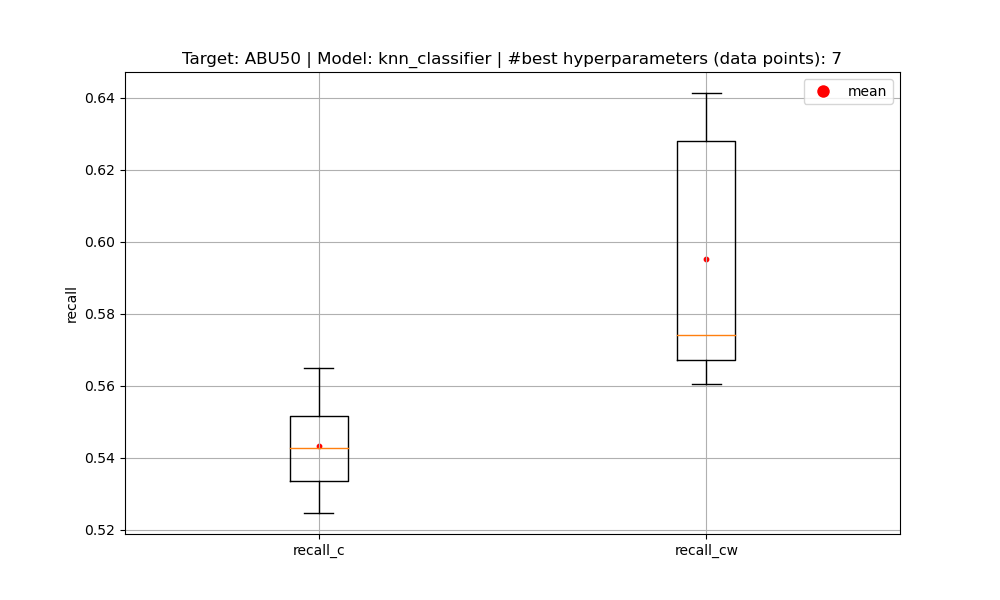 Target: ABU50 | Model: knn_classifier | #best hyperparameters (data points): 7
mean
0.64
0.62
0.60
0.58
0.56
0.54
0.52
recall
recall_c
recall_cw